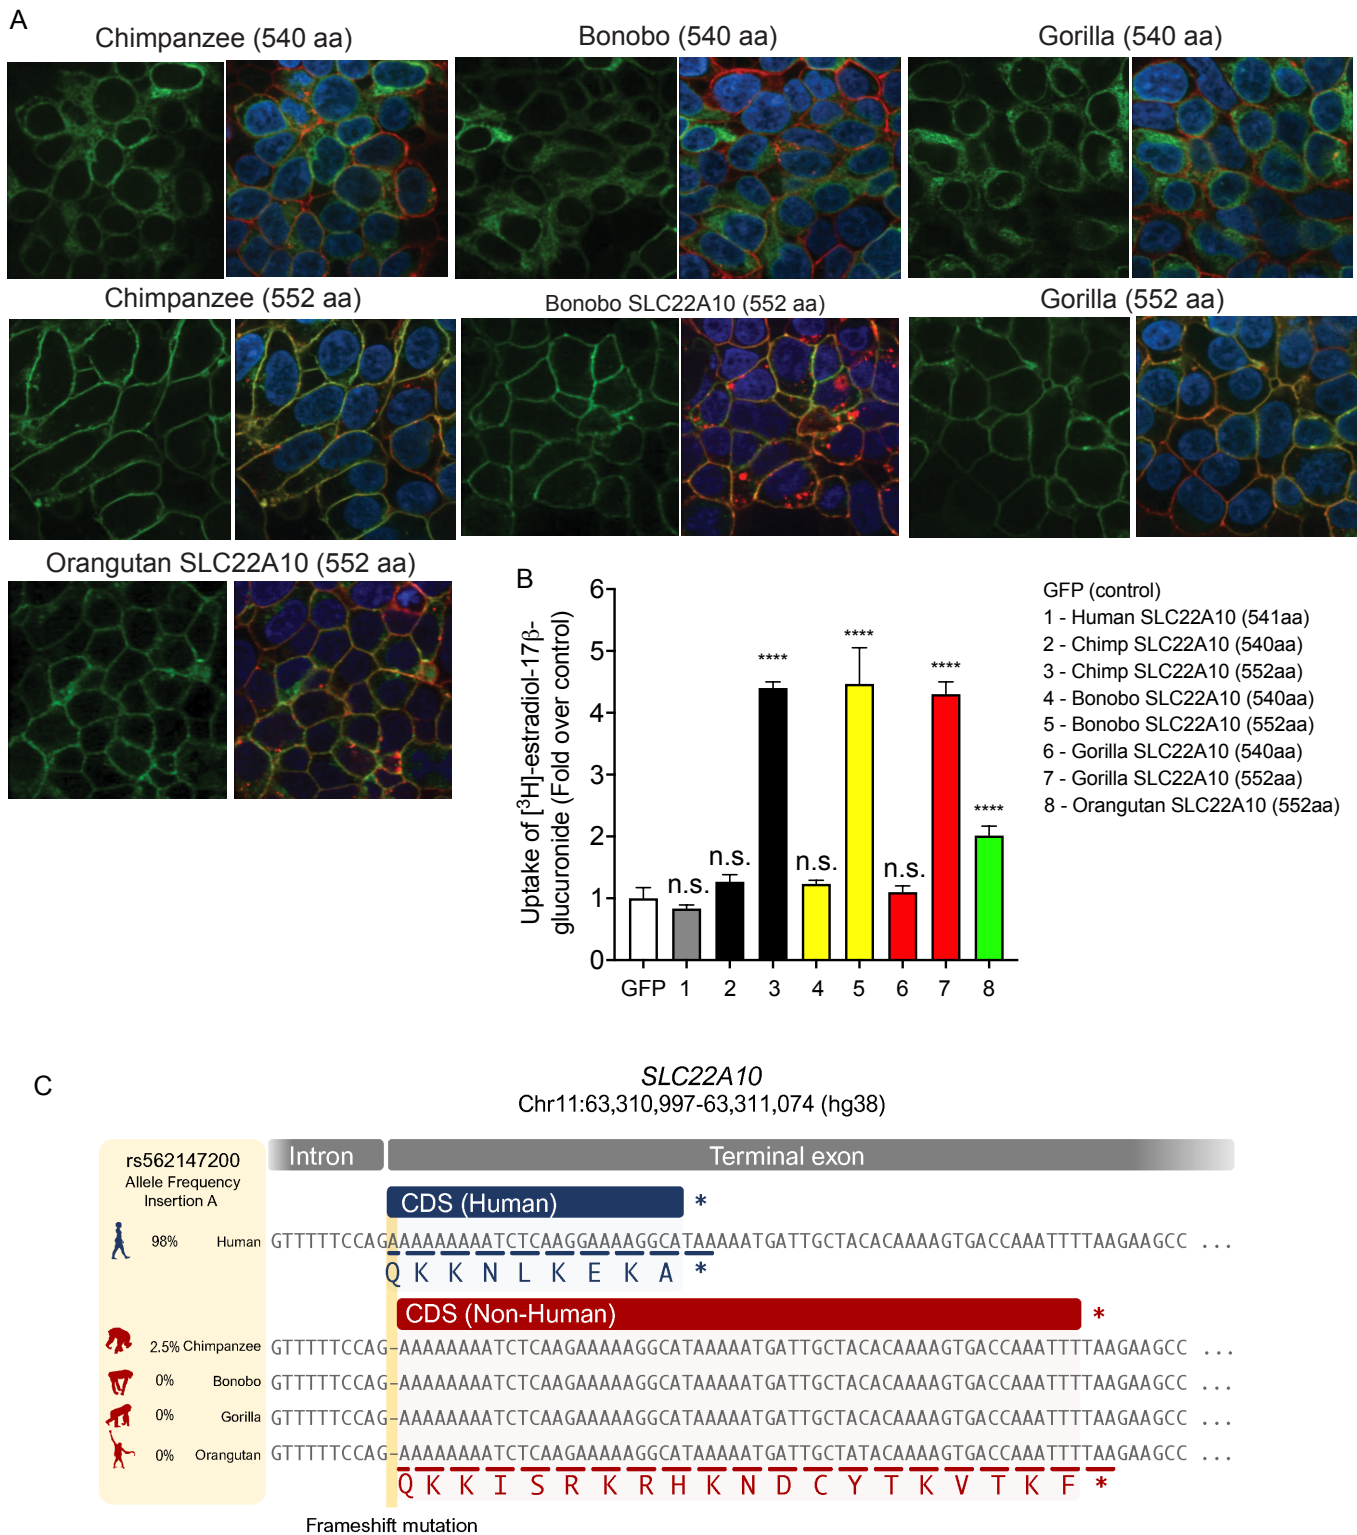 A
Chimpanzee (540 aa)
Bonobo (540 aa)
Gorilla (540 aa)
Chimpanzee (552 aa)
Bonobo SLC22A10 (552 aa)
Gorilla (552 aa)
Orangutan SLC22A10 (552 aa)
B
Uptake of [³H]-estradiol-17β-
glucuronide (Fold over control)
6
5
4
3
2
1
0
n.s.
n.s.
****
n.s.
****
n.s.
****
****
GFP 1 2 3 4 5 6 7 8
GFP (control)
1 - Human SLC22A10 (541aa)
2 - Chimp SLC22A10 (540aa)
3 - Chimp SLC22A10 (552aa)
4 - Bonobo SLC22A10 (540aa)
5 - Bonobo SLC22A10 (552aa)
6 - Gorilla SLC22A10 (540aa)
7 - Gorilla SLC22A10 (552aa)
8 - Orangutan SLC22A10 (552aa)
C
SLC22A10
Chr11:63,310,997-63,311,074 (hg38)
rs562147200
Allele Frequency
Insertion A
Intron
Terminal exon
CDS (Human) *
98% Human GTTTTTCCAGAAAAAAAAATCTCAAGGAAAAGGCATAAAAATGATTGCTACACAAAAGTGACCAAATTTTAAGAAGCC ...
Q K K N L K E K A *
CDS (Non-Human) *
2.5% Chimpanzee GTTTTTCCAG-AAAAAAAATCTCAAGAAAAAGGCATAAAAATGATTGCTACACAAAAGTGACCAAATTTTAAGAAGCC ...
0% Bonobo GTTTTTCCAG-AAAAAAAATCTCAAGAAAAAGGCATAAAAATGATTGCTACACAAAAGTGACCAAATTTTAAGAAGCC ...
0% Gorilla GTTTTTCCAG-AAAAAAAATCTCAAGAAAAAGGCATAAAAATGATTGCTACACAAAAGTGACCAAATTTTAAGAAGCC ...
0% Orangutan GTTTTTCCAG-AAAAAAAATCTCAAGAAAAAGGCATAAAAATGATTGCTATACAAAAGTGACCAAATTTTAAGAAGCC ...
Q K K I S R K R H K N D C Y T K V T K F *
Frameshift mutation